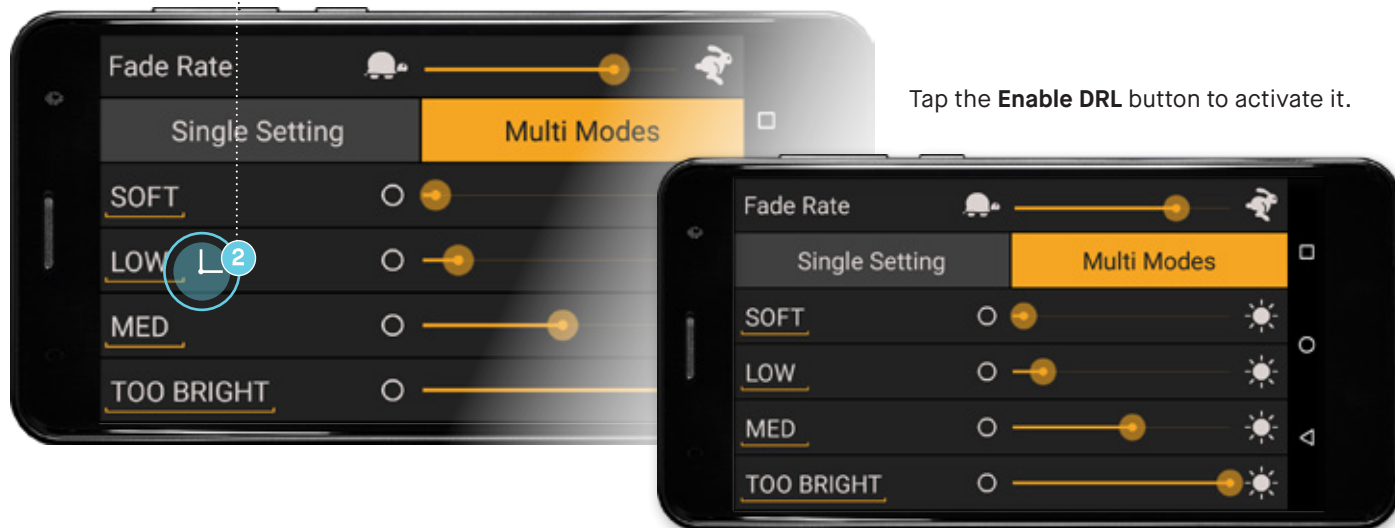 Fade Rate
Single Setting Multi Modes
SOFT
LOW
2
MED
TOO BRIGHT
Tap the Enable DRL button to activate it.
Fade Rate
Single Setting Multi Modes
SOFT
LOW
MED
TOO BRIGHT